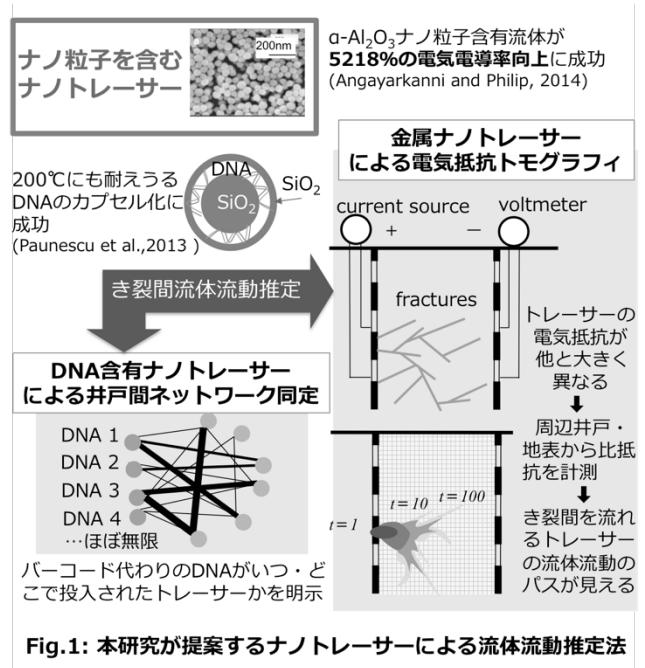 ナノ粒子を含む
ナノトレーサー
200nm
α-Al2O3ナノ粒子含有流体が
5218%の電気電導率向上に成功
(Angayarkanni and Philip, 2014)
200℃にも耐えうる
DNAのカプセル化に
成功
(Paunescu et al.,2013 )
DNA
SiO2
SiO2
き裂間流体流動推定
金属ナノトレーサー
による電気抵抗トモグラフィ
current source
voltmeter
+
−
fractures
トレーサーの
電気抵抗が
他と大きく
異なる
周辺井戸・
地表から比抵
抗を計測
き裂間を流れ
るトレーサー
の流体流動の
パスが見える
t=1
t=10
t=100
DNA含有ナノトレーサー
による井戸間ネットワーク同定
DNA 1
DNA 2
DNA 3
DNA 4
…ほぼ無限
バーコード代わりのDNAがいつ・ど
こで投入されたトレーサーかを明示
Fig.1: 本研究が提案するナノトレーサーによる流体流動推定法